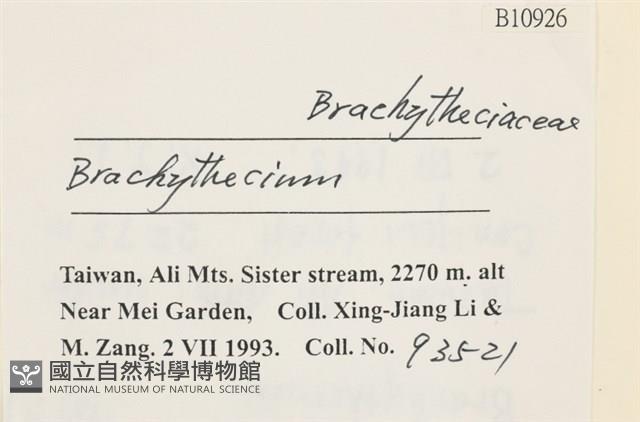 B10926
Brachytheciaceae
Brachythecium
Taiwan, Ali Mts. Sister stream, 2270 m. alt
Near Mei Garden, Coll. Xing-Jiang Li &
M. Zang. 2 VII 1993. Coll. No. 93521
國立自然科學博物館
NATIONAL MUSEUM OF NATURAL SCIENCE